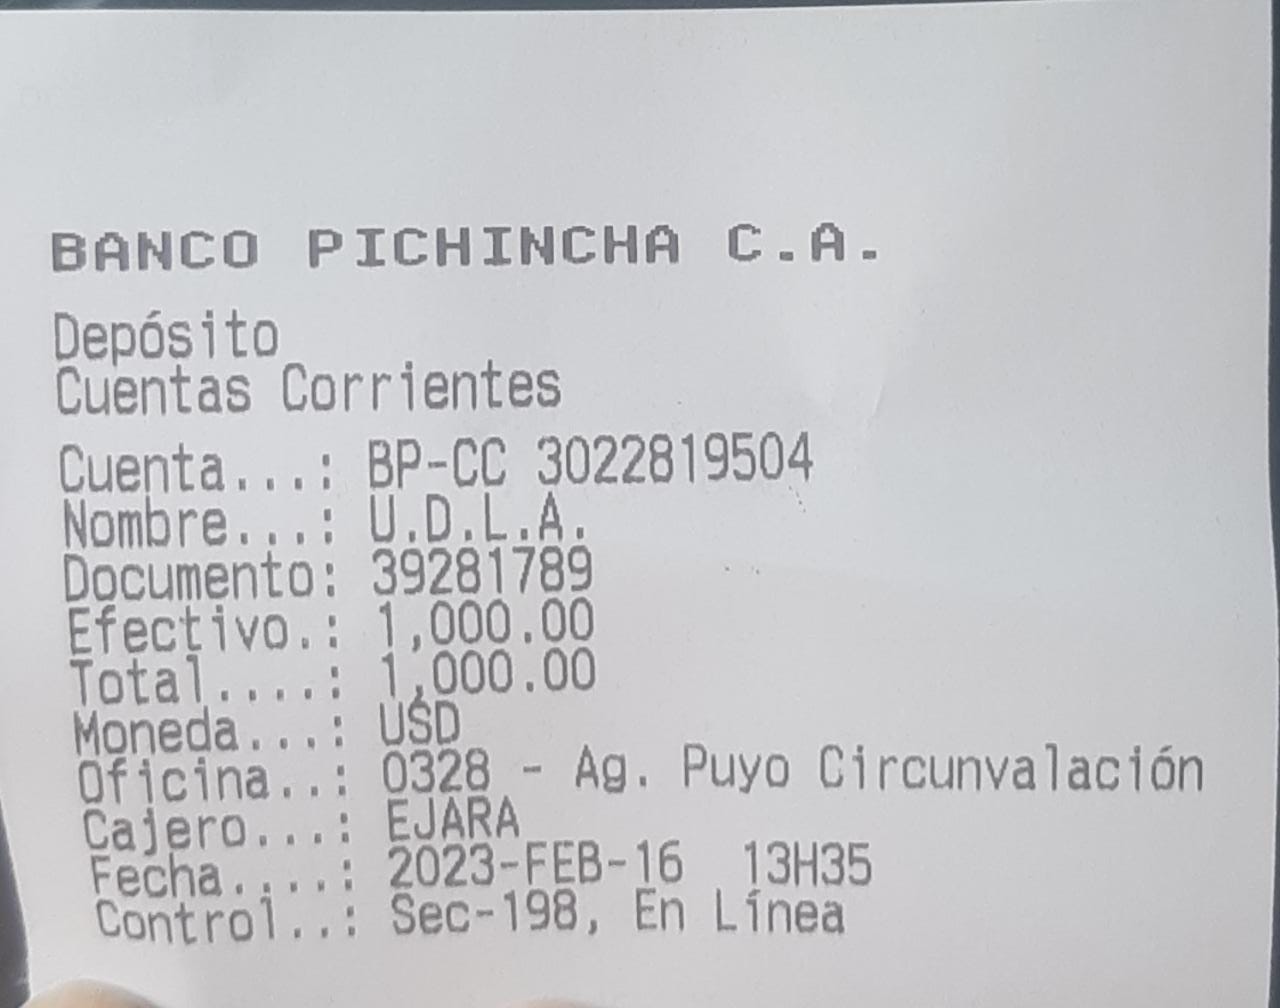 BANCO PICHINCHA C.A.
Depósito
Cuentas Corrientes
Cuenta...: BP-CC 3022819504
Nombre...: U.D.L.A.
Documento: 39281789
Efectivo.: 1,000.00
Total....: 1,000.00
Moneda...: USD
Oficina..: 0328 - Ag. Puyo Circunvalación
Cajero...: EJARA
Fecha....: 2023-FEB-16 13H35
Control..: Sec-198, En Línea